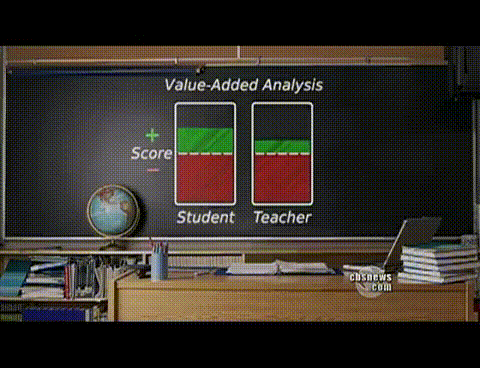 Value-Added Analysis
+
Score
−
Student
Teacher
cbsnews
.com